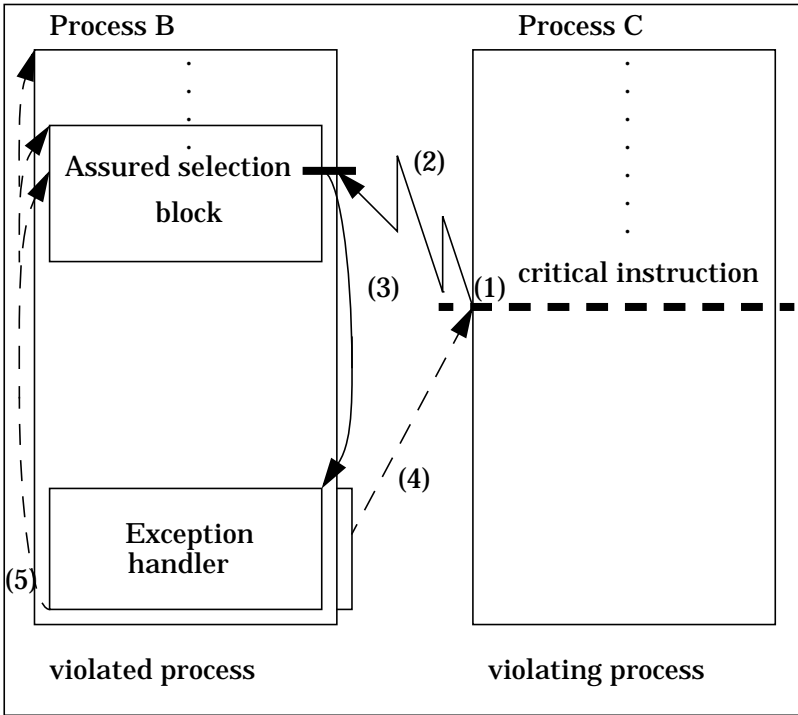 Process B
Process C
Assured selection
block
(2)
(3)
(1)
critical instruction
(4)
Exception
handler
(5)
violated process
violating process